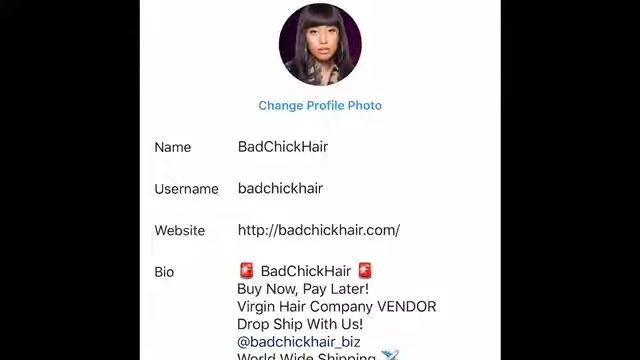 Change Profile Photo
Name BadChickHair
Username badchickhair
Website http://badchickhair.com/
Bio 🚨 BadChickHair 🚨
Buy Now, Pay Later!
Virgin Hair Company VENDOR
Drop Ship With Us!
@badchickhair_biz
World Wide Shipping